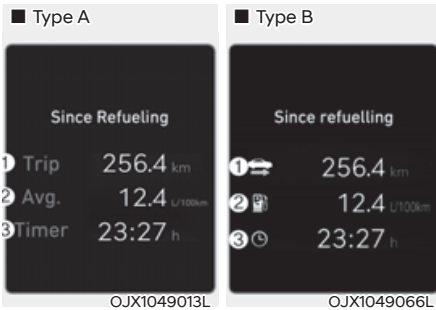 ■ Type A
Since Refueling
① Trip 256.4 km
② Avg. 12.4 L/100km
③ Timer 23:27 h
OJX1049013L
■ Type B
Since refuelling
① 256.4 km
② 12.4 L/100km
③ 23:27 h
OJX1049066L